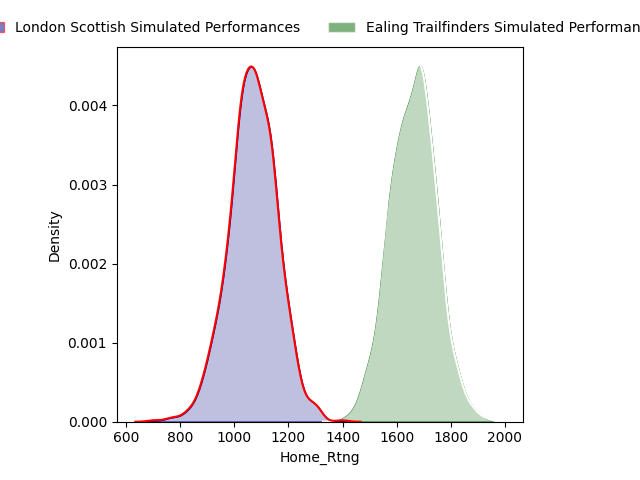 London Scottish Simulated Performances
Ealing Trailfinders Simulated Performan
0.004
0.003
0.002
0.001
0.000
Density
600 800 1000 1200 1400 1600 1800 2000
Home_Rtng